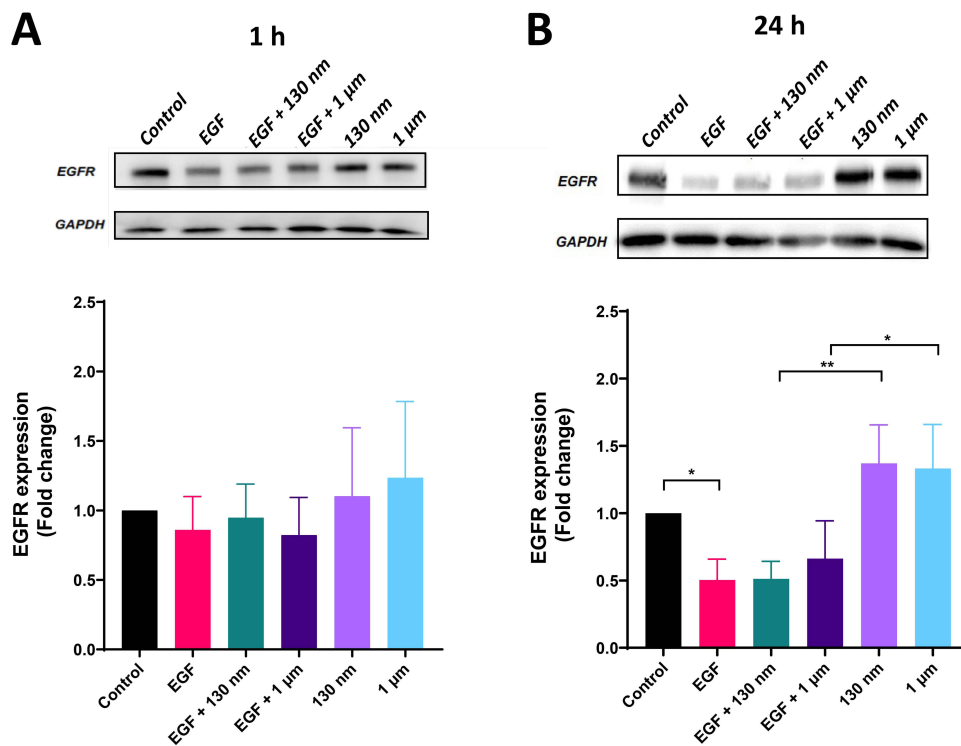 A
1 h
Control
EGF
EGF + 130 nm
EGF + 1 μm
130 nm
1 μm
EGFR
GAPDH
2.5
2.0
1.5
1.0
0.5
0.0
EGFR expression
(Fold change)
Control
EGF
EGF + 130 nm
EGF + 1 μm
130 nm
1 μm
B
24 h
Control
EGF
EGF + 130 nm
EGF + 1 μm
130 nm
1 μm
EGFR
GAPDH
2.5
2.0
1.5
1.0
0.5
0.0
EGFR expression
(Fold change)
*
**
*
Control
EGF
EGF + 130 nm
EGF + 1 μm
130 nm
1 μm